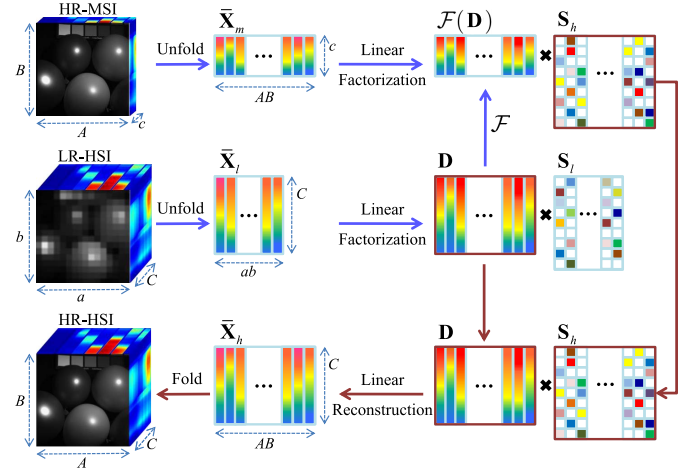 HR-MSI
X̄ₘ
𝓕(D)
Sₕ
B
Unfold
⋯
c
Linear
Factorization
⋯
×
⋯
A
c
AB
LR-HSI
X̄ₗ
𝓕
D
Sₗ
b
Unfold
⋯
C
Linear
Factorization
⋯
×
⋯
a
C
ab
HR-HSI
X̄ₕ
D
Sₕ
B
Fold
⋯
C
Linear
Reconstruction
⋯
×
⋯
A
C
AB